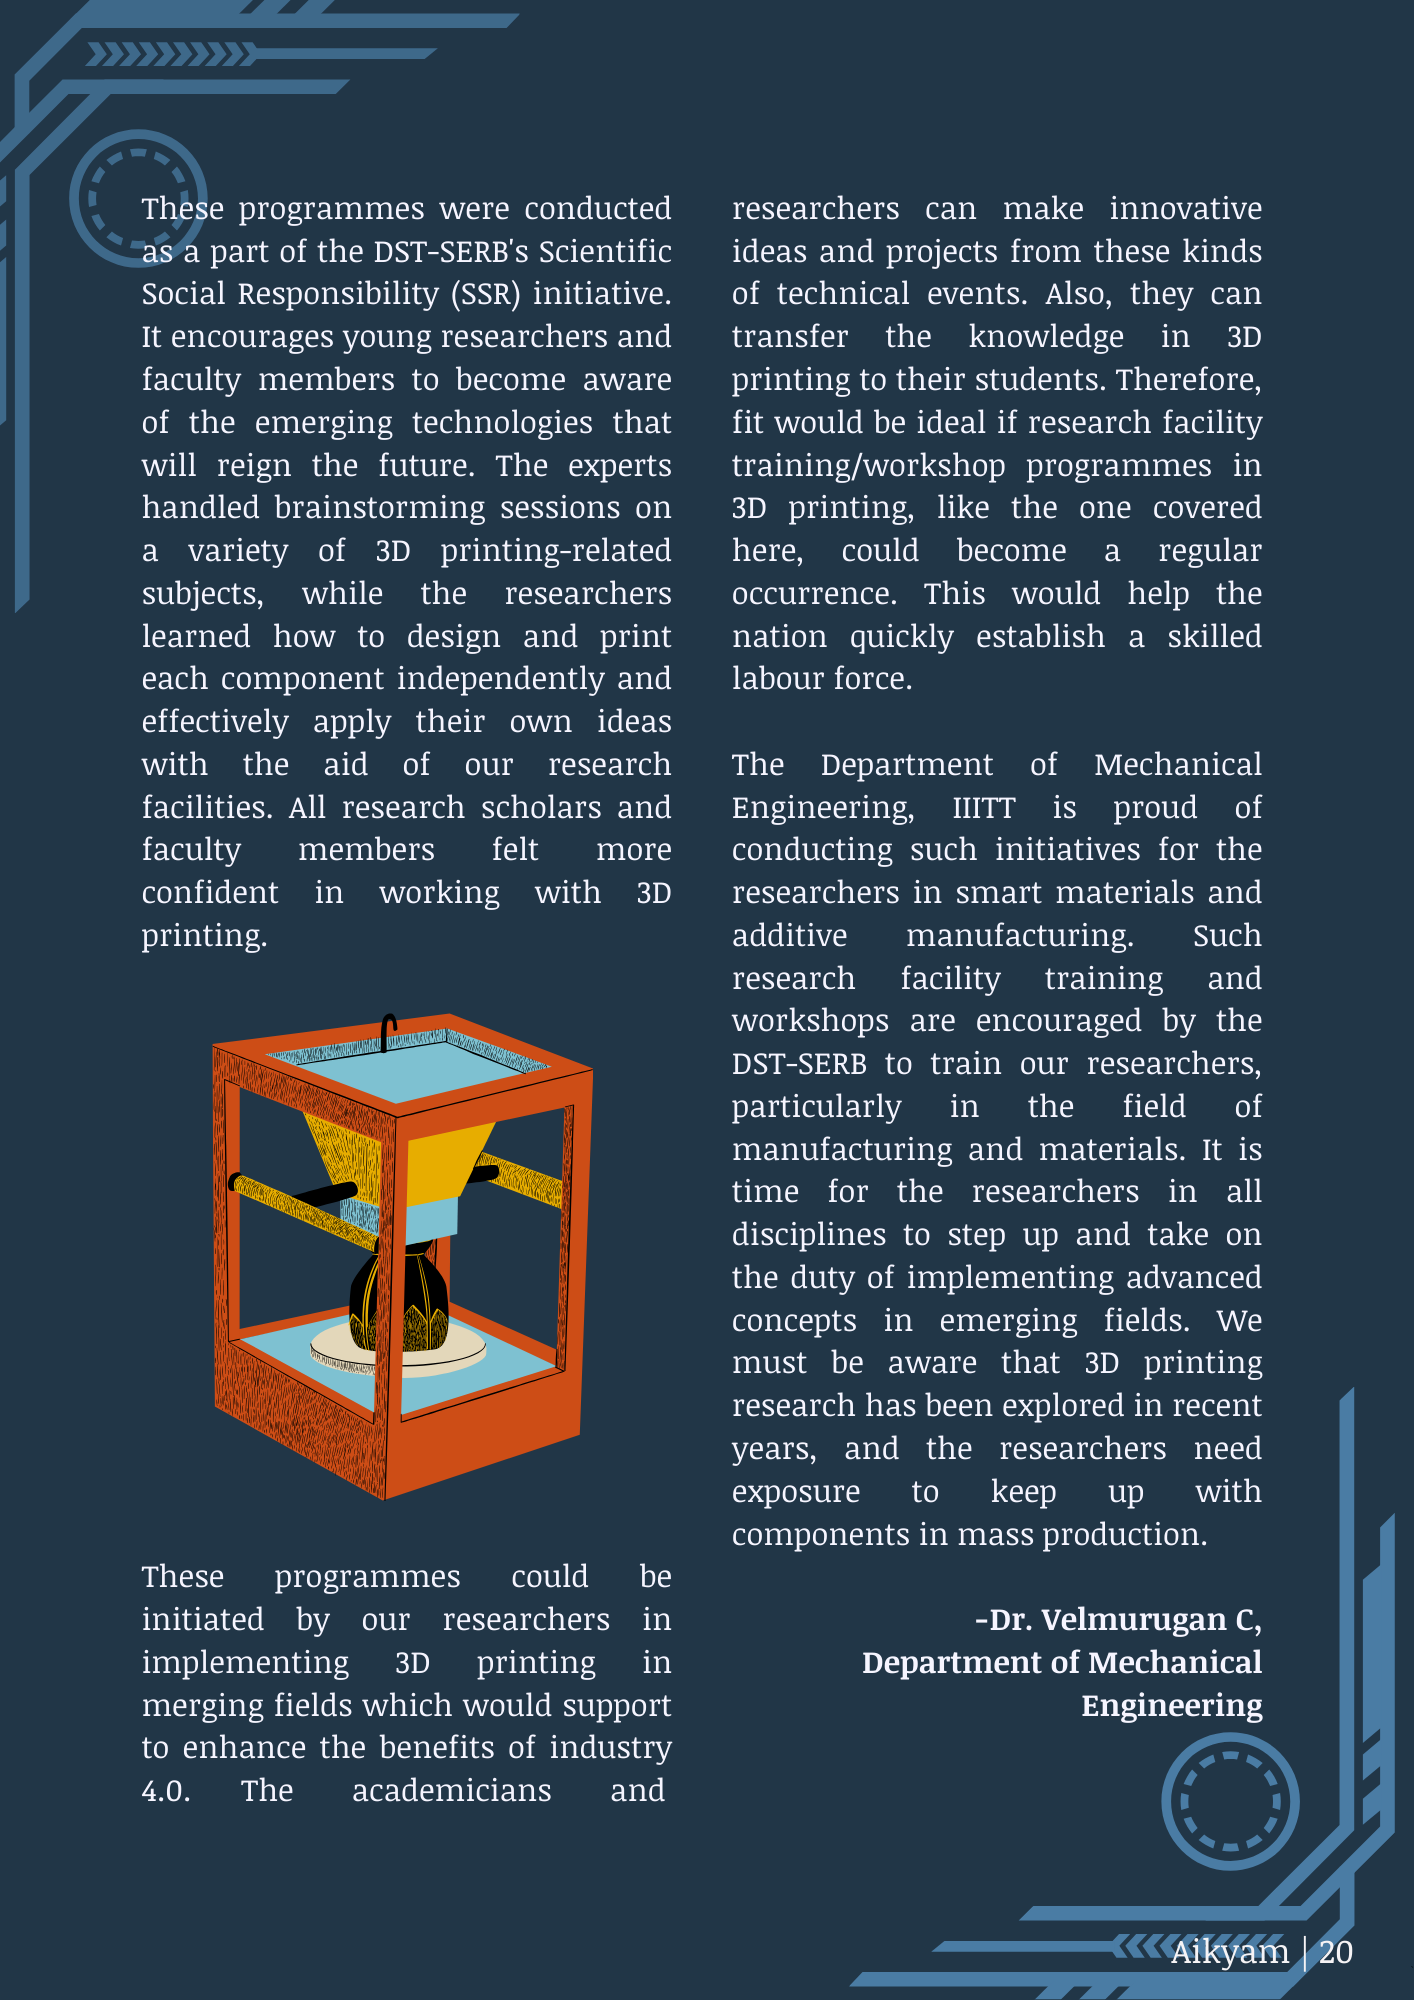 These programmes were conducted
as a part of the DST-SERB's Scientific
Social Responsibility (SSR) initiative.
It encourages young researchers and
faculty members to become aware
of the emerging technologies that
will reign the future. The experts
handled brainstorming sessions on
a variety of 3D printing-related
subjects, while the researchers
learned how to design and print
each component independently and
effectively apply their own ideas
with the aid of our research
facilities. All research scholars and
faculty members felt more
confident in working with 3D
printing.
These programmes could be
initiated by our researchers in
implementing 3D printing in
merging fields which would support
to enhance the benefits of industry
4.0. The academicians and
researchers can make innovative
ideas and projects from these kinds
of technical events. Also, they can
transfer the knowledge in 3D
printing to their students. Therefore,
fit would be ideal if research facility
training/workshop programmes in
3D printing, like the one covered
here, could become a regular
occurrence. This would help the
nation quickly establish a skilled
labour force.
The Department of Mechanical
Engineering, IIITT is proud of
conducting such initiatives for the
researchers in smart materials and
additive manufacturing. Such
research facility training and
workshops are encouraged by the
DST-SERB to train our researchers,
particularly in the field of
manufacturing and materials. It is
time for the researchers in all
disciplines to step up and take on
the duty of implementing advanced
concepts in emerging fields. We
must be aware that 3D printing
research has been explored in recent
years, and the researchers need
exposure to keep up with
components in mass production.
-Dr. Velmurugan C,
Department of Mechanical
Engineering
Aikyam | 20